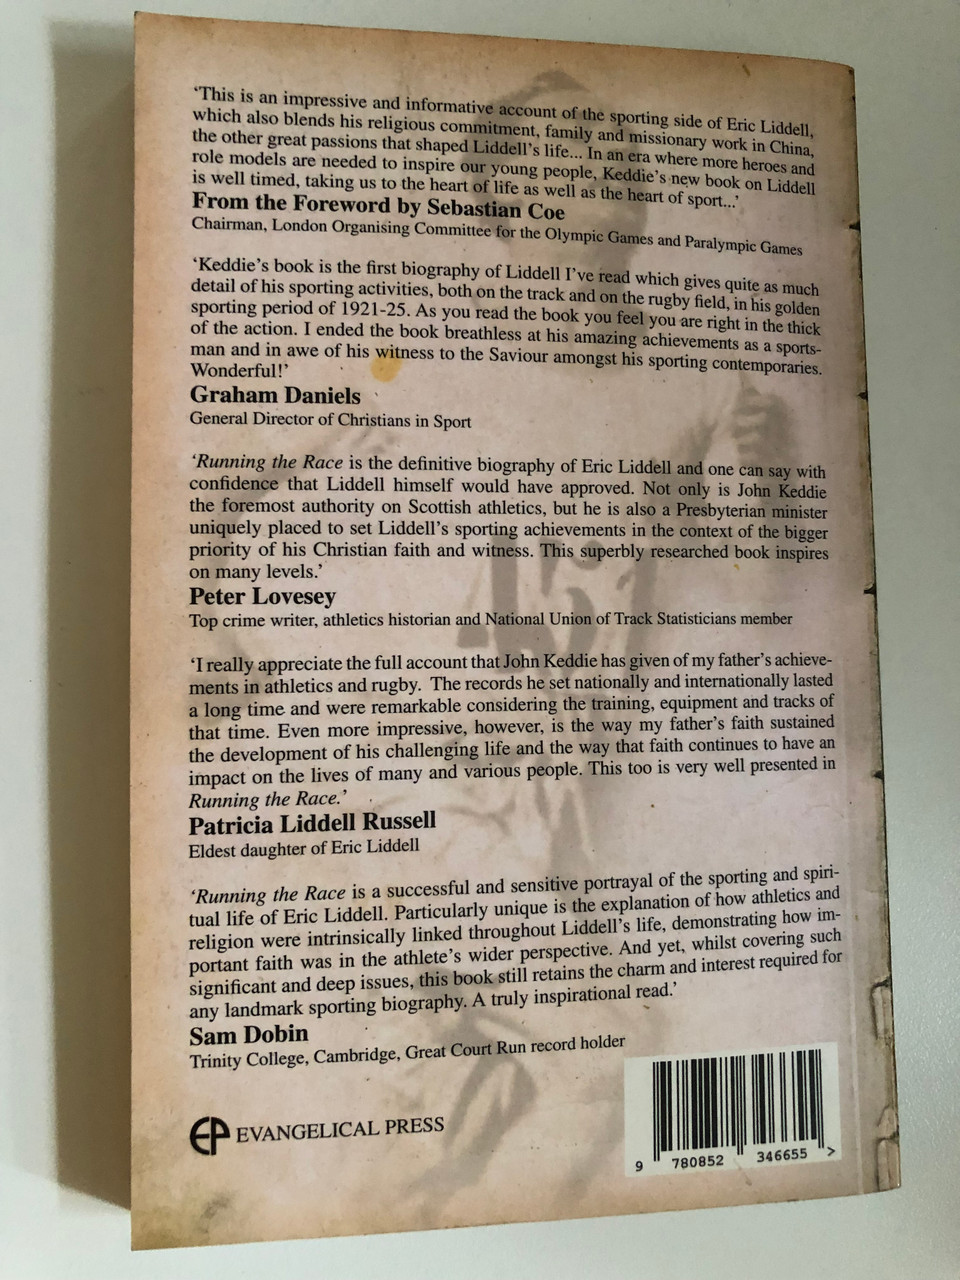 ‘This is an impressive and informative account of the sporting side of Eric Liddell,
which also blends his religious commitment, family and missionary work in China,
the other great passions that shaped Liddell’s life... In an era where more heroes and
role models are needed to inspire our young people, Keddie’s new book on Liddell
is well timed, taking us to the heart of life as well as the heart of sport...’
From the Foreword by Sebastian Coe
Chairman, London Organising Committee for the Olympic Games and Paralympic Games
‘Keddie’s book is the first biography of Liddell I’ve read which gives quite as much
detail of his sporting activities, both on the track and on the rugby field, in his golden
sporting period of 1921-25. As you read the book you feel you are right in the thick
of the action. I ended the book breathless at his amazing achievements as a sports-
man and in awe of his witness to the Saviour amongst his sporting contemporaries.
Wonderful!’
Graham Daniels
General Director of Christians in Sport
‘Running the Race is the definitive biography of Eric Liddell and one can say with
confidence that Liddell himself would have approved. Not only is John Keddie
the foremost authority on Scottish athletics, but he is also a Presbyterian minister
uniquely placed to set Liddell’s sporting achievements in the context of the bigger
priority of his Christian faith and witness. This superbly researched book inspires
on many levels.’
Peter Lovesey
Top crime writer, athletics historian and National Union of Track Statisticians member
‘I really appreciate the full account that John Keddie has given of my father’s achieve-
ments in athletics and rugby. The records he set nationally and internationally lasted
a long time and were remarkable considering the training, equipment and tracks of
that time. Even more impressive, however, is the way my father’s faith sustained
the development of his challenging life and the way that faith continues to have an
impact on the lives of many and various people. This too is very well presented in
Running the Race.’
Patricia Liddell Russell
Eldest daughter of Eric Liddell
‘Running the Race is a successful and sensitive portrayal of the sporting and spiri-
tual life of Eric Liddell. Particularly unique is the explanation of how athletics and
religion were intrinsically linked throughout Liddell’s life, demonstrating how im-
portant faith was in the athlete’s wider perspective. And yet, whilst covering such
significant and deep issues, this book still retains the charm and interest required for
any landmark sporting biography. A truly inspirational read.’
Sam Dobin
Trinity College, Cambridge, Great Court Run record holder
EP EVANGELICAL PRESS
9 780852 346655 >